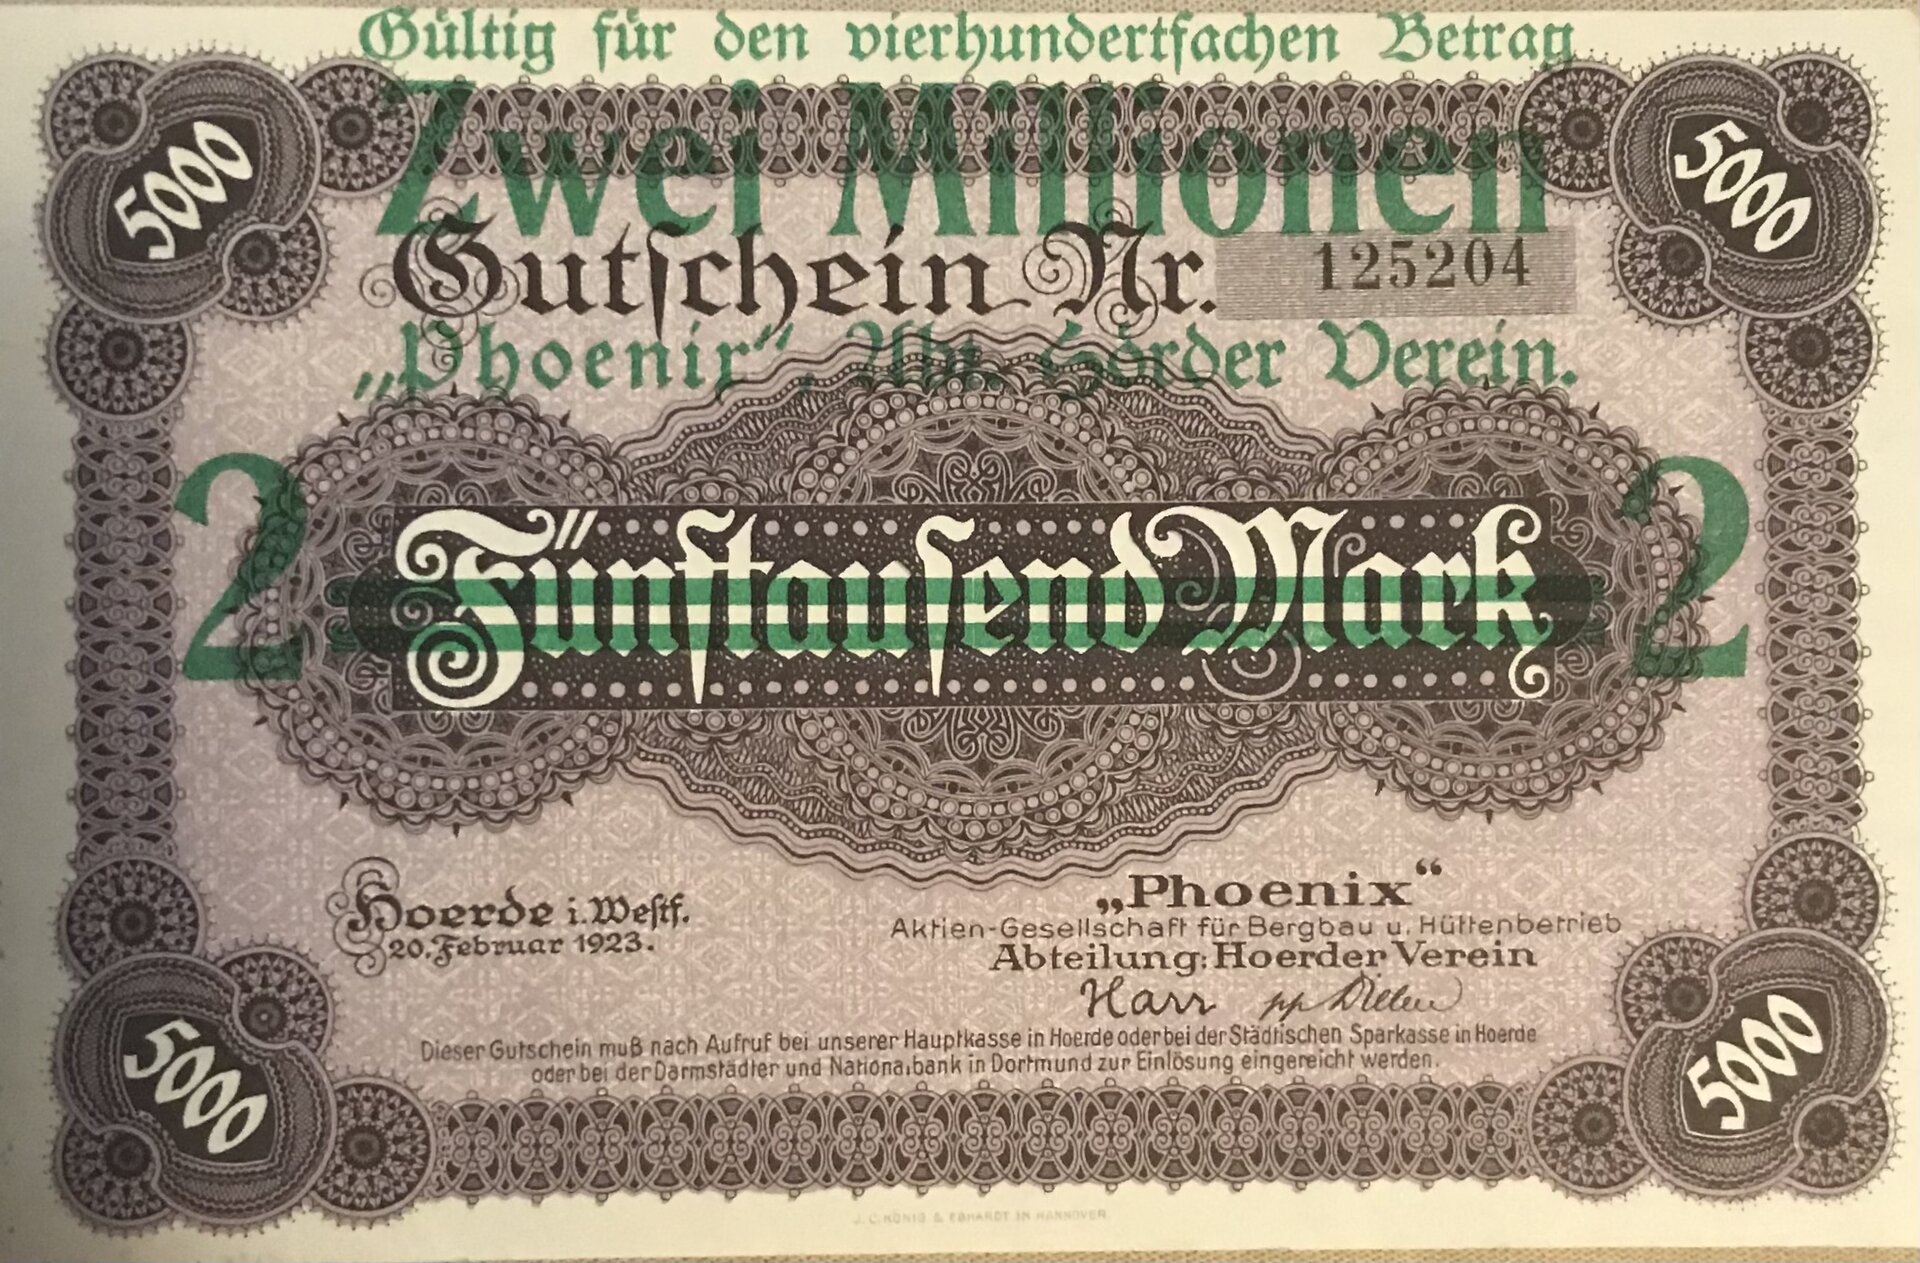 Gültig für den vierhundertfachen Betrag
Zwei Millionen
5000
5000
Gutschein Nr. 125204
„Phoenix“, Abt. Hörder Verein.
2
2
Fünftausend Mark
Hoerde i. Westf.
20. Februar 1923.
„Phoenix“
Aktien-Gesellschaft für Bergbau u. Hüttenbetrieb
Abteilung: Hoerder Verein
Harr pp
Dieser Gutschein muß nach Aufruf bei unserer Hauptkasse in Hoerde oder bei der Städtischen Sparkasse in Hoerde
oder bei der Darmstädter und Nationalbank in Dortmund zur Einlösung eingereicht werden.
5000
5000
J. C. KÖNIG & EBHARDT IN HANNOVER.